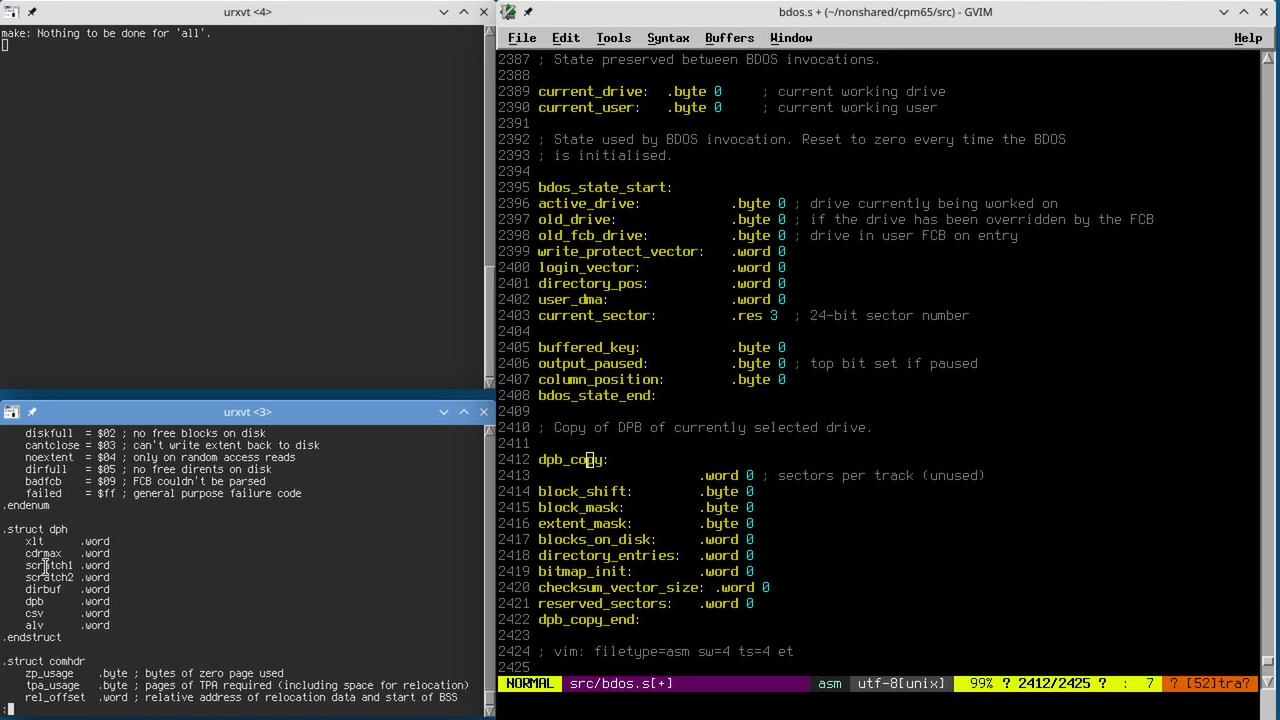 urxvt <4>
make: Nothing to be done for 'all'.
urxvt <3>
diskfull = $02 ; no free blocks on disk
cantclose = $03 ; can't write extent back to disk
noextent = $04 ; only on random access reads
dirfull = $05 ; no free dirents on disk
badfcb = $09 ; FCB couldn't be parsed
failed = $ff ; general purpose failure code
.endenum
.struct dph
xlt .word
cdrmax .word
scratch1 .word
scratch2 .word
dirbuf .word
dpb .word
csv .word
alv .word
.endstruct
.struct comhdr
zp_usage .byte ; bytes of zero page used
tpa_usage .byte ; pages of TPA required (including space for relocation)
rel_offset .word ; relative address of relocation data and start of BSS
:
bdos.s + (~/nonshared/cpm65/src) - GVIM
File Edit Tools Syntax Buffers Window Help
2387 ; State preserved between BDOS invocations.
2388
2389 current_drive: .byte 0 ; current working drive
2390 current_user: .byte 0 ; current working user
2391
2392 ; State used by BDOS invocation. Reset to zero every time the BDOS
2393 ; is initialised.
2394
2395 bdos_state_start:
2396 active_drive: .byte 0 ; drive currently being worked on
2397 old_drive: .byte 0 ; if the drive has been overridden by the FCB
2398 old_fcb_drive: .byte 0 ; drive in user FCB on entry
2399 write_protect_vector: .word 0
2400 login_vector: .word 0
2401 directory_pos: .word 0
2402 user_dma: .word 0
2403 current_sector: .res 3 ; 24-bit sector number
2404
2405 buffered_key: .byte 0
2406 output_paused: .byte 0 ; top bit set if paused
2407 column_position: .byte 0
2408 bdos_state_end:
2409
2410 ; Copy of DPB of currently selected drive.
2411
2412 dpb_copy:
2413 .word 0 ; sectors per track (unused)
2414 block_shift: .byte 0
2415 block_mask: .byte 0
2416 extent_mask: .byte 0
2417 blocks_on_disk: .word 0
2418 directory_entries: .word 0
2419 bitmap_init: .word 0
2420 checksum_vector_size: .word 0
2421 reserved_sectors: .word 0
2422 dpb_copy_end:
2423
2424 ; vim: filetype=asm sw=4 ts=4 et
2425
NORMAL src/bdos.s[+] asm utf-8[unix] 99% ? 2412/2425 ? : 7 ? [52]tra?